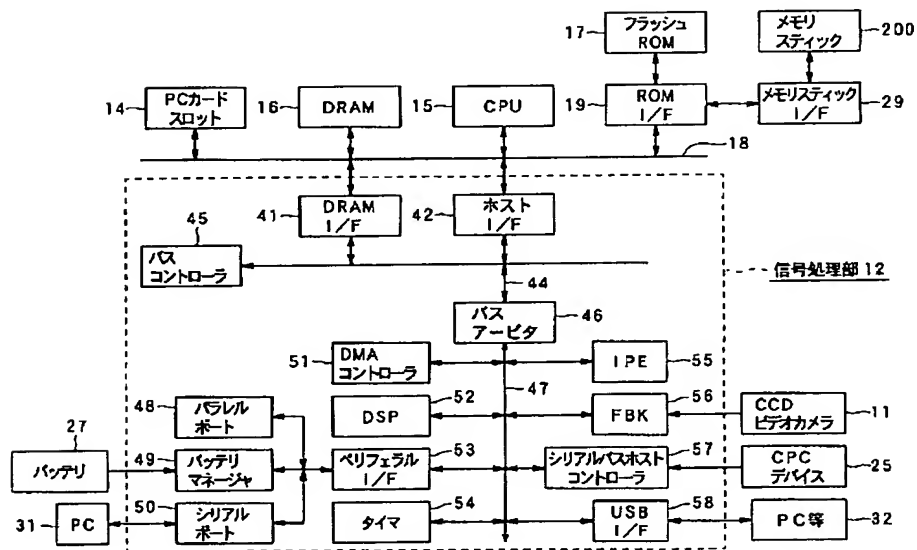 17
フラッシュ
ROM
メモリ
スティック
200
14
PCカード
スロット
16
DRAM
15
CPU
19
ROM
I/F
メモリスティック
I/F
29
18
41
DRAM
I/F
42
ホスト
I/F
45
バス
コントローラ
44
信号処理部12
バス
アービタ
46
51
DMA
コントローラ
IPE
55
47
48
パラレル
ポート
52
DSP
56
FBK
CCD
ビデオカメラ
11
27
バッテリ
49
バッテリ
マネージャ
ペリフェラル
I/F
53
シリアルバスホスト
コントローラ
57
CPC
デバイス
25
31
PC
50
シリアル
ポート
タイマ
54
USB
I/F
58
PC等
32